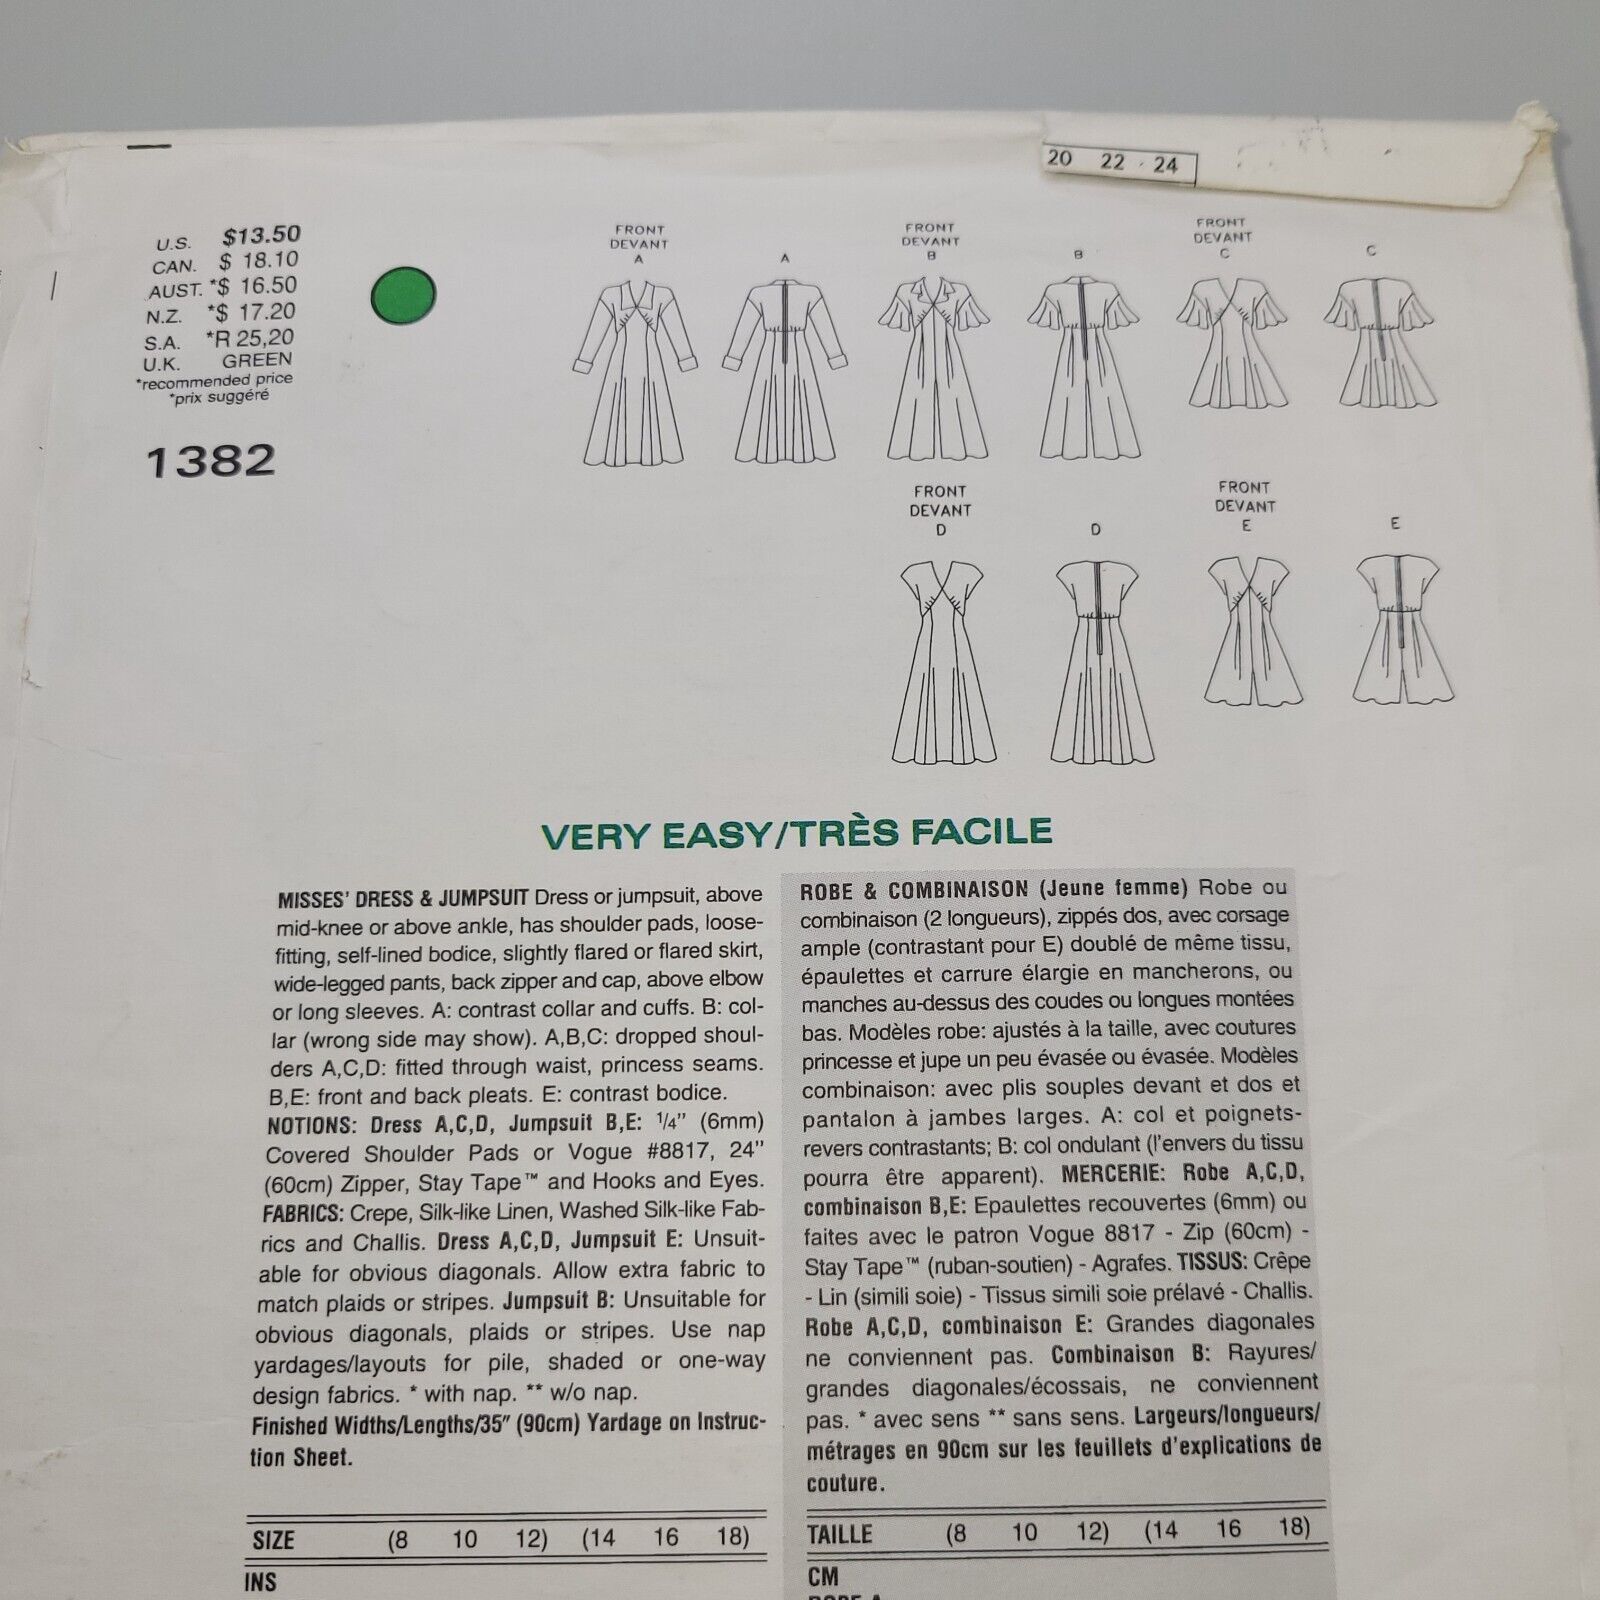 20 22 24
U.S. $13.50
CAN. $ 18.10
AUST. *$ 16.50
N.Z. *$ 17.20
S.A. *R 25,20
U.K. GREEN
*recommended price
*prix suggéré
1382
FRONT
DEVANT
A
A
FRONT
DEVANT
B
B
FRONT
DEVANT
C
C
FRONT
DEVANT
D
D
FRONT
DEVANT
E
E
VERY EASY/TRÈS FACILE
MISSES' DRESS & JUMPSUIT Dress or jumpsuit, above
mid-knee or above ankle, has shoulder pads, loose-
fitting, self-lined bodice, slightly flared or flared skirt,
wide-legged pants, back zipper and cap, above elbow
or long sleeves. A: contrast collar and cuffs. B: col-
lar (wrong side may show). A,B,C: dropped shoul-
ders A,C,D: fitted through waist, princess seams.
B,E: front and back pleats. E: contrast bodice.
NOTIONS: Dress A,C,D, Jumpsuit B,E: 1/4" (6mm)
Covered Shoulder Pads or Vogue #8817, 24"
(60cm) Zipper, Stay Tape™ and Hooks and Eyes.
FABRICS: Crepe, Silk-like Linen, Washed Silk-like Fab-
rics and Challis. Dress A,C,D, Jumpsuit E: Unsuit-
able for obvious diagonals. Allow extra fabric to
match plaids or stripes. Jumpsuit B: Unsuitable for
obvious diagonals, plaids or stripes. Use nap
yardages/layouts for pile, shaded or one-way
design fabrics. * with nap. ** w/o nap.
Finished Widths/Lengths/35" (90cm) Yardage on Instruc-
tion Sheet.
SIZE (8 10 12) (14 16 18)
INS
ROBE & COMBINAISON (Jeune femme) Robe ou
combinaison (2 longueurs), zippés dos, avec corsage
ample (contrastant pour E) doublé de même tissu,
épaulettes et carrure élargie en mancherons, ou
manches au-dessus des coudes ou longues montées
bas. Modèles robe: ajustés à la taille, avec coutures
princesse et jupe un peu évasée ou évasée. Modèles
combinaison: avec plis souples devant et dos et
pantalon à jambes larges. A: col et poignets-
revers contrastants; B: col ondulant (l'envers du tissu
pourra être apparent). MERCERIE: Robe A,C,D,
combinaison B,E: Epaulettes recouvertes (6mm) ou
faites avec le patron Vogue 8817 - Zip (60cm) -
Stay Tape™ (ruban-soutien) - Agrafes. TISSUS: Crêpe
- Lin (simili soie) - Tissus simili soie prélavé - Challis.
Robe A,C,D, combinaison E: Grandes diagonales
ne conviennent pas. Combinaison B: Rayures/
grandes diagonales/écossais, ne conviennent
pas. * avec sens ** sans sens. Largeurs/longueurs/
métrages en 90cm sur les feuillets d'explications de
couture.
TAILLE (8 10 12) (14 16 18)
CM
ROBE A